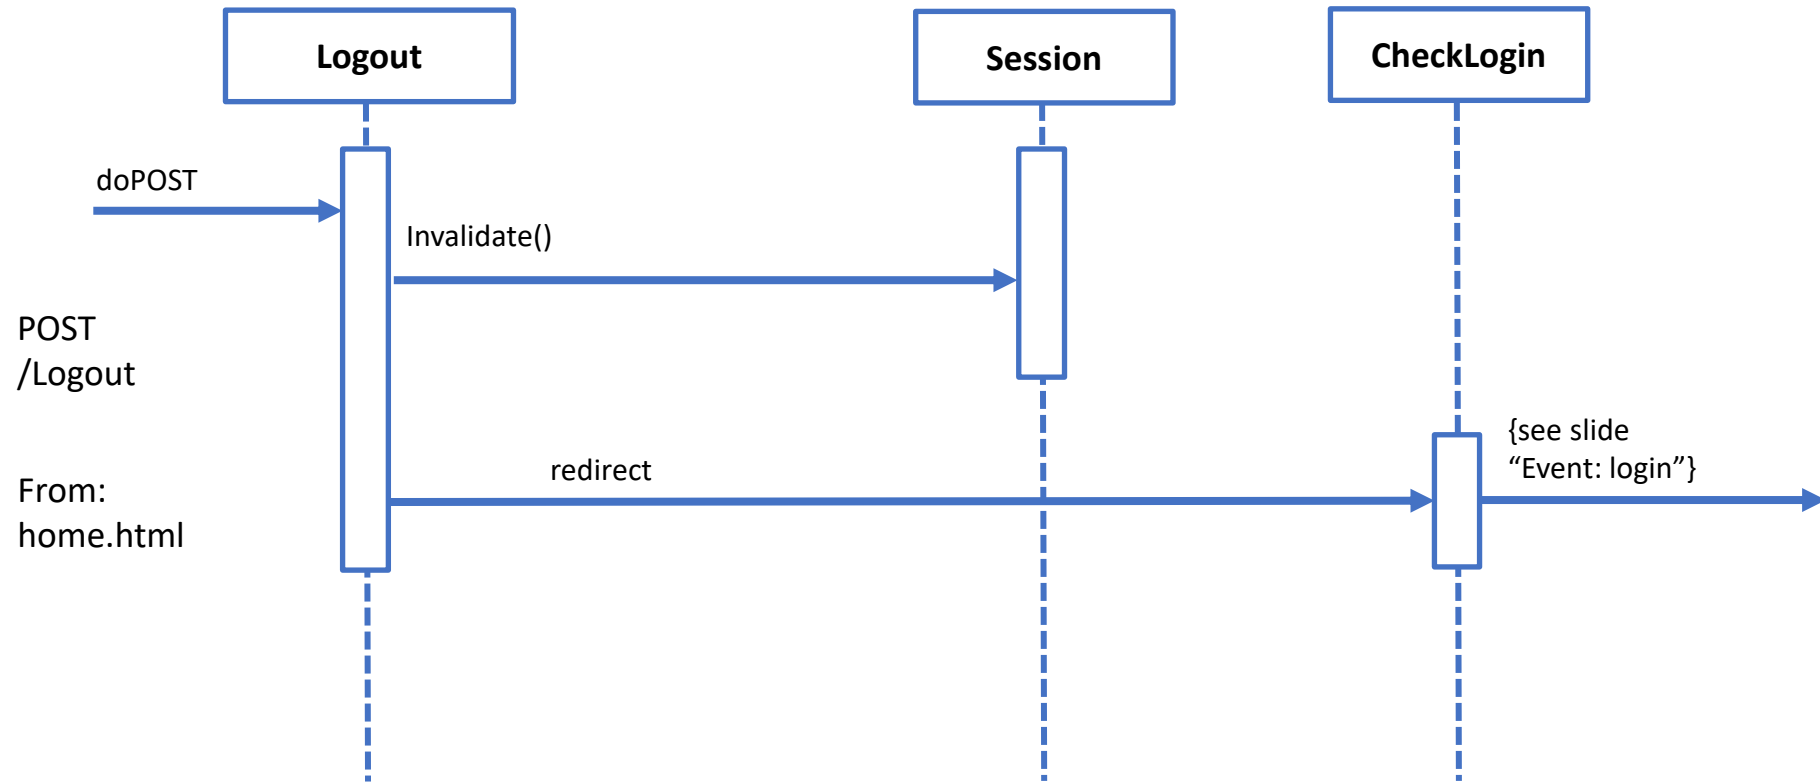 Logout
Session
CheckLogin
doPOST
Invalidate()
POST
/Logout
{see slide
“Event: login”}
redirect
From:
home.html